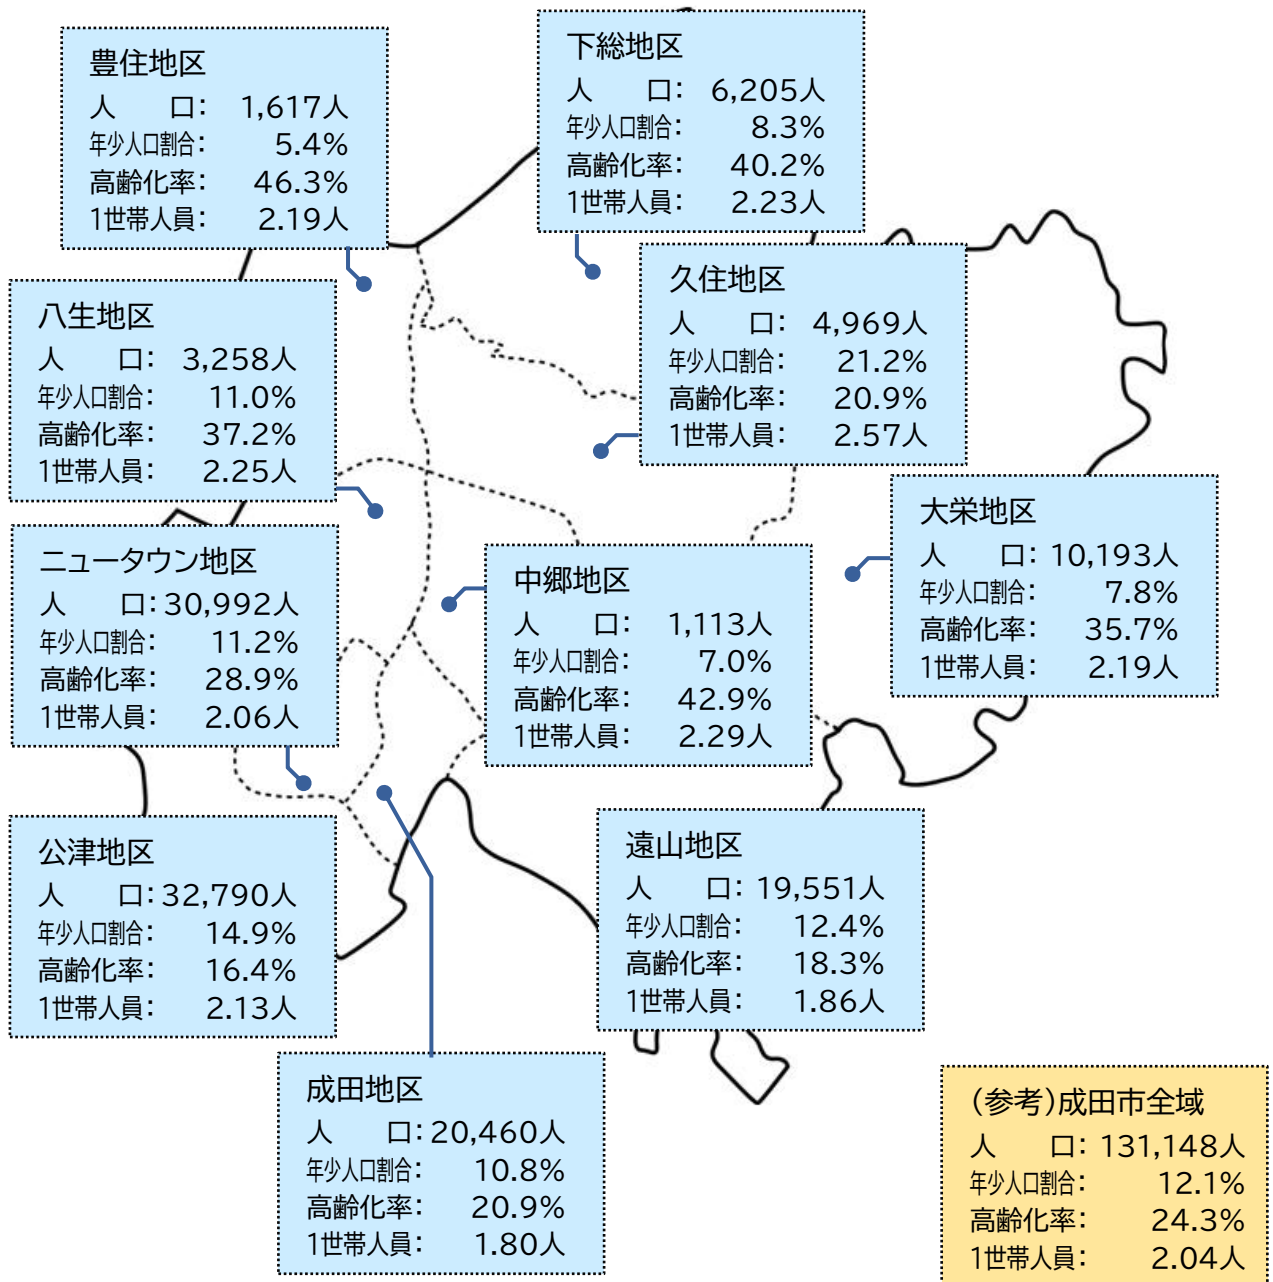 豊住地区
人　　口： 1,617人
年少人口割合： 5.4%
高齢化率： 46.3%
1世帯人員： 2.19人
下総地区
人　　口： 6,205人
年少人口割合： 8.3%
高齢化率： 40.2%
1世帯人員： 2.23人
久住地区
人　　口： 4,969人
年少人口割合： 21.2%
高齢化率： 20.9%
1世帯人員： 2.57人
八生地区
人　　口： 3,258人
年少人口割合： 11.0%
高齢化率： 37.2%
1世帯人員： 2.25人
大栄地区
人　　口： 10,193人
年少人口割合： 7.8%
高齢化率： 35.7%
1世帯人員： 2.19人
ニュータウン地区
人　　口： 30,992人
年少人口割合： 11.2%
高齢化率： 28.9%
1世帯人員： 2.06人
中郷地区
人　　口： 1,113人
年少人口割合： 7.0%
高齢化率： 42.9%
1世帯人員： 2.29人
公津地区
人　　口： 32,790人
年少人口割合： 14.9%
高齢化率： 16.4%
1世帯人員： 2.13人
遠山地区
人　　口： 19,551人
年少人口割合： 12.4%
高齢化率： 18.3%
1世帯人員： 1.86人
成田地区
人　　口： 20,460人
年少人口割合： 10.8%
高齢化率： 20.9%
1世帯人員： 1.80人
（参考）成田市全域
人　　口： 131,148人
年少人口割合： 12.1%
高齢化率： 24.3%
1世帯人員： 2.04人